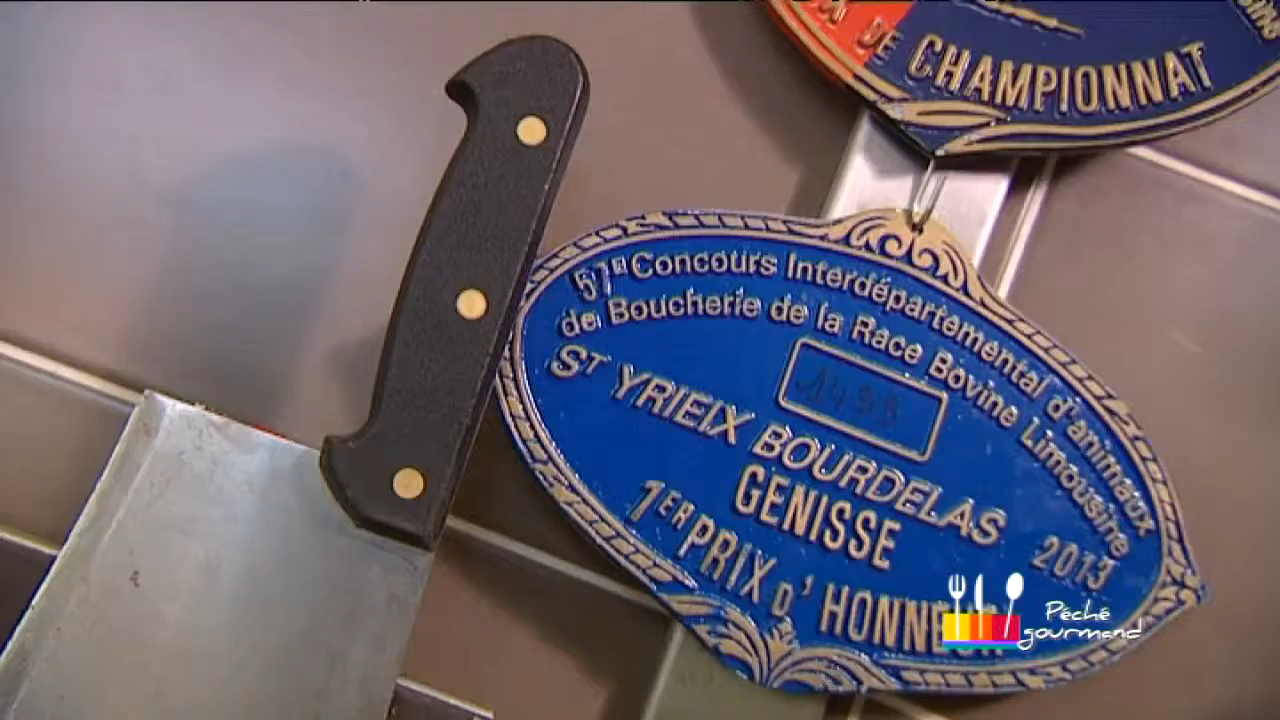 DE CHAMPIONNAT
57e Concours Interdépartemental d'animaux
de Boucherie de la Race Bovine Limousine
ST YRIEIX BOURDELAS
GENISSE 2013
1ER PRIX D' HONNEUR
Péché
gourmand